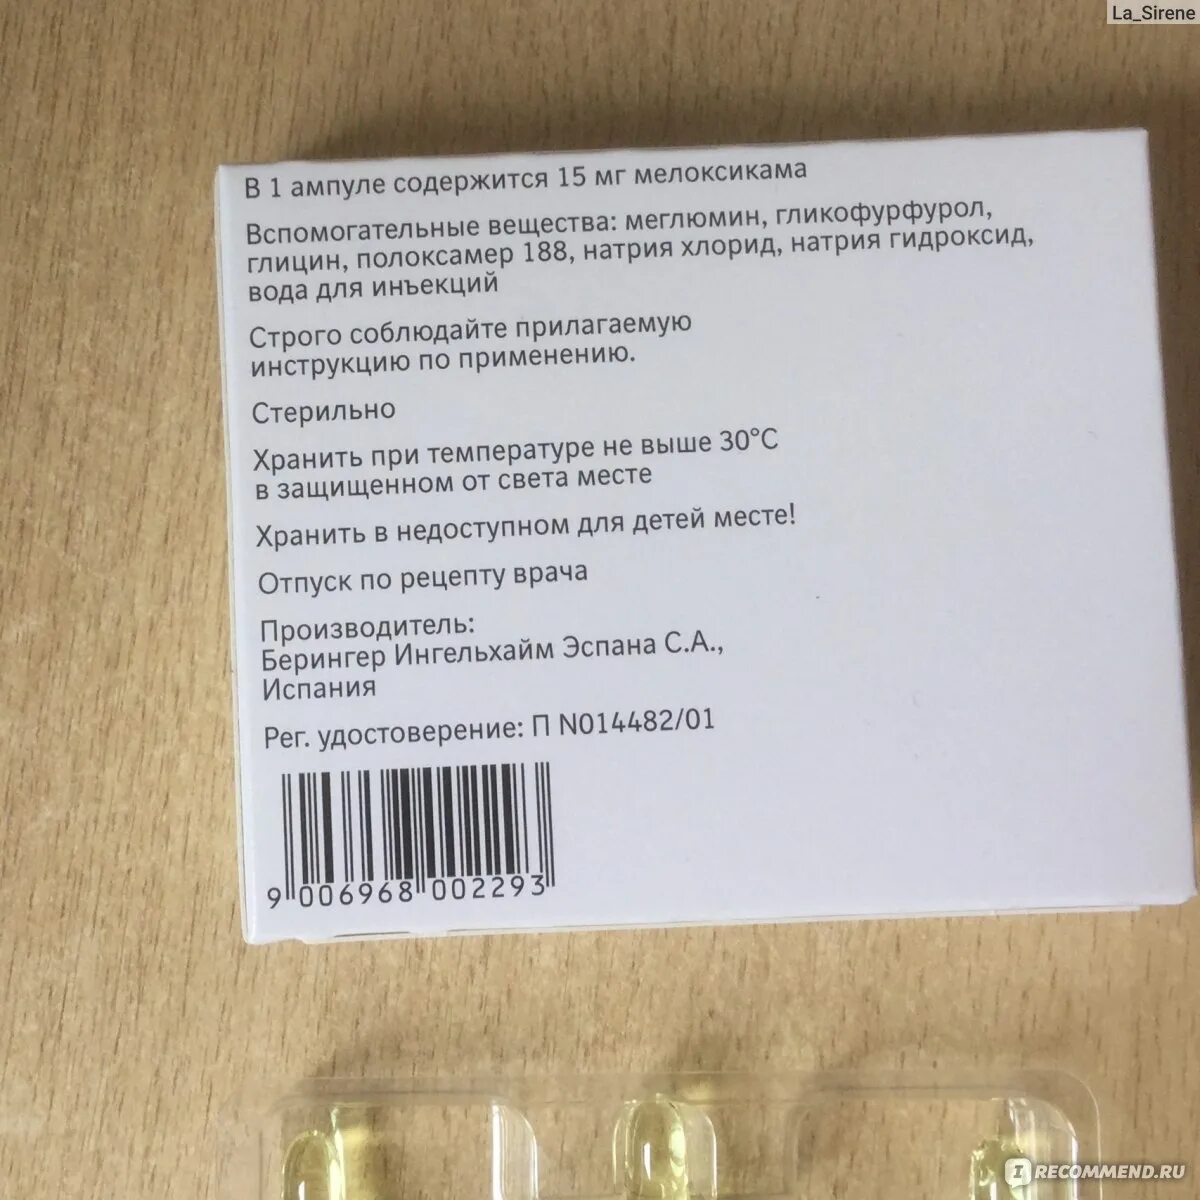 La_Sirene
В 1 ампуле содержится 15 мг мелоксикама
Вспомогательные вещества: меглюмин, гликофурфурол,
глицин, полоксамер 188, натрия хлорид, натрия гидроксид,
вода для инъекций
Строго соблюдайте прилагаемую
инструкцию по применению.
Стерильно
Хранить при температуре не выше 30°C
в защищенном от света месте
Хранить в недоступном для детей месте!
Отпуск по рецепту врача
Производитель:
Берингер Ингельхайм Эспана С.А.,
Испания
Рег. удостоверение: П N014482/01
9 006968 002293
I RECOMMEND.RU